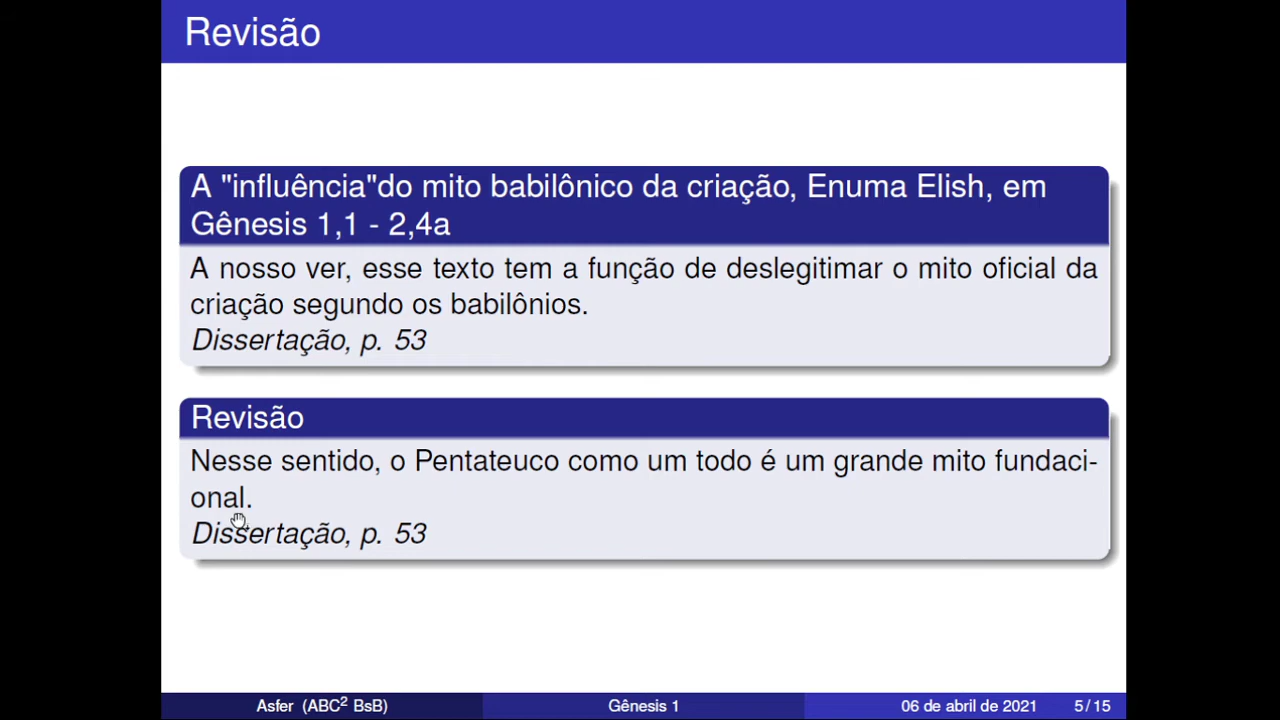 Revisão
A "influência"do mito babilônico da criação, Enuma Elish, em
Gênesis 1,1 - 2,4a
A nosso ver, esse texto tem a função de deslegitimar o mito oficial da
criação segundo os babilônios.
Dissertação, p. 53
Revisão
Nesse sentido, o Pentateuco como um todo é um grande mito fundaci-
onal.
Dissertação, p. 53
Asfer (ABC² BsB) Gênesis 1 06 de abril de 2021 5/15